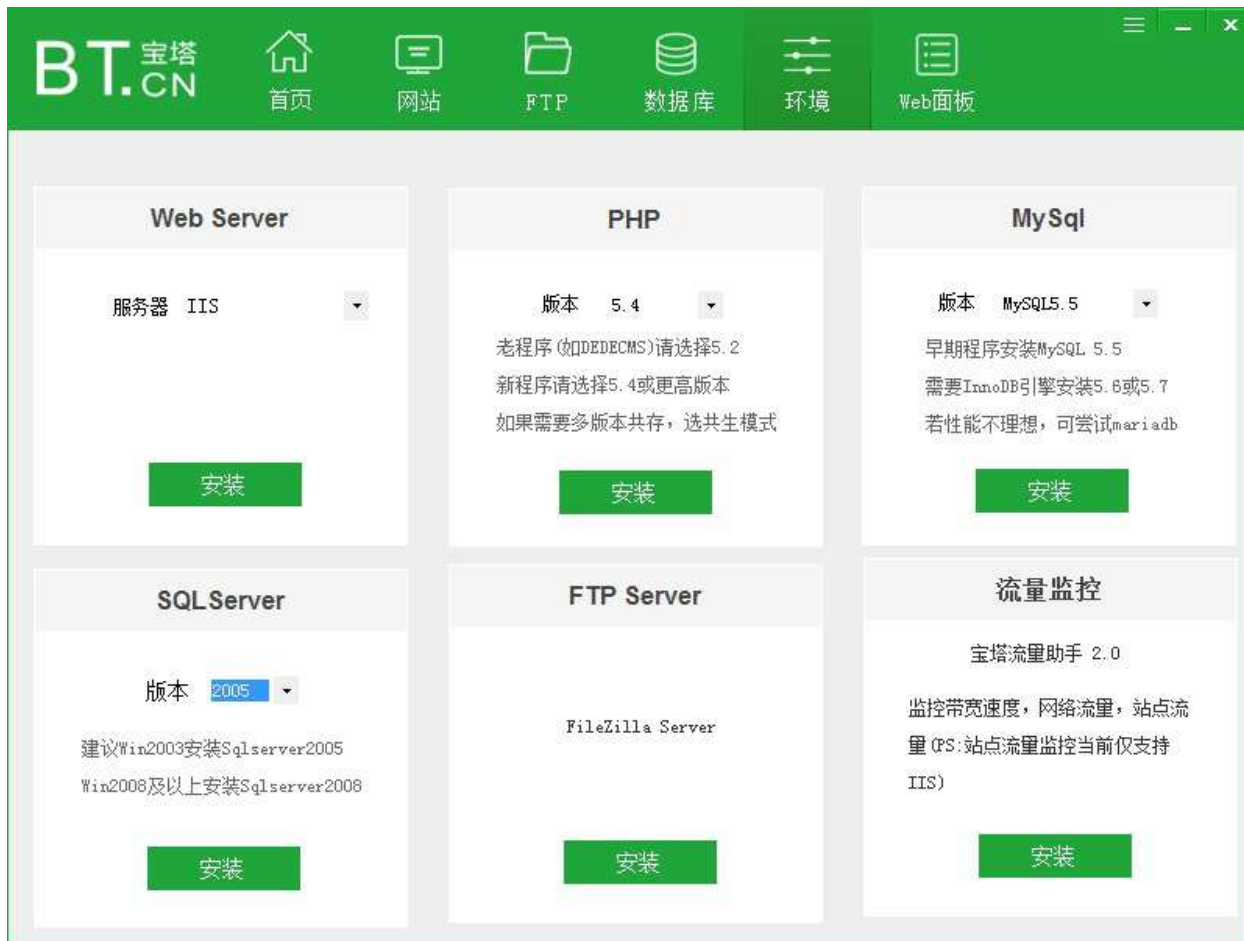 BT.宝塔
CN
首页
网站
FTP
数据库
环境
Web面板
Web Server
服务器 IIS
安装
PHP
版本 5.4
老程序(如DEDECMS)请选择5.2
新程序请选择5.4或更高版本
如果需要多版本共存，选共生模式
安装
MySql
版本 MySQL5.5
早期程序安装MySQL 5.5
需要InnoDB引擎安装5.6或5.7
若性能不理想，可尝试mariadb
安装
SQLServer
版本 2005
建议Win2003安装Sqlserver2005
Win2008及以上安装Sqlserver2008
安装
FTP Server
FileZilla Server
安装
流量监控
宝塔流量助手 2.0
监控带宽速度，网络流量，站点流
量(PS:站点流量监控当前仅支持
IIS)
安装